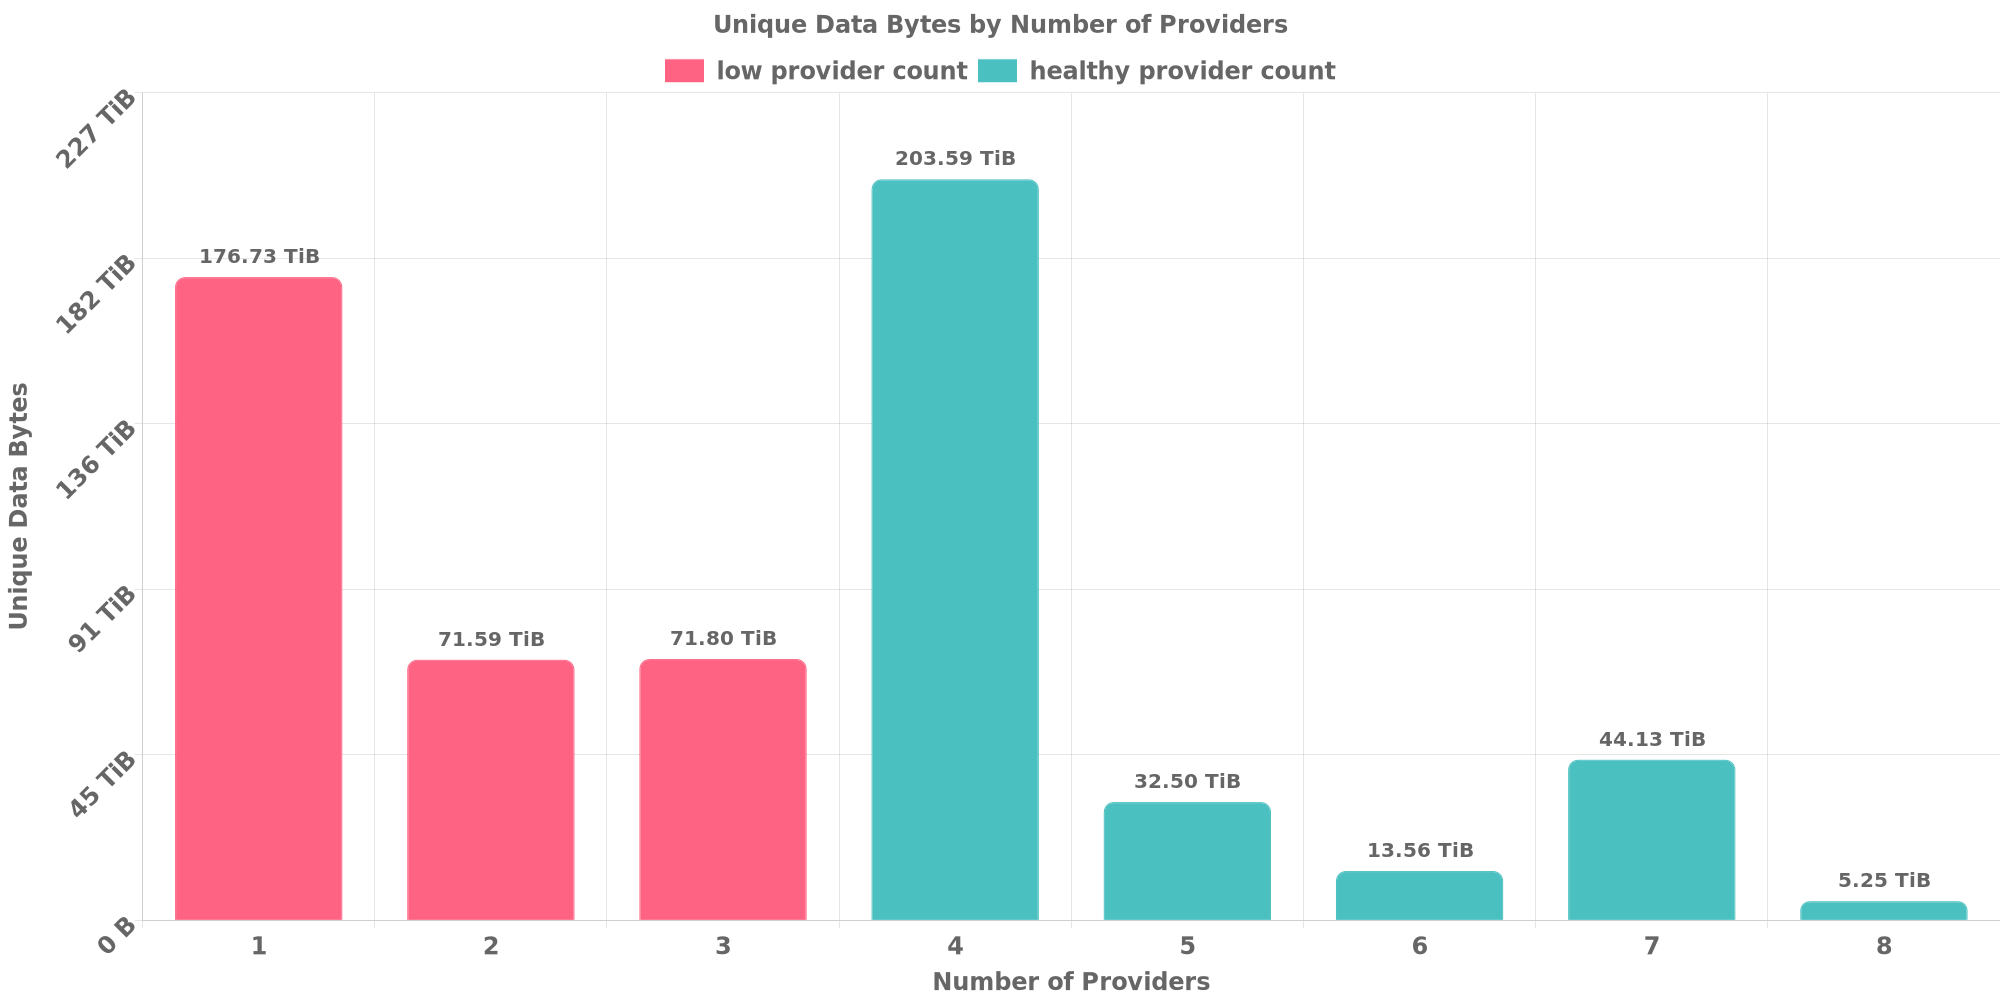 Unique Data Bytes by Number of Providers
low provider count healthy provider count
227 TiB
182 TiB
136 TiB
91 TiB
45 TiB
0 B
Unique Data Bytes
176.73 TiB
71.59 TiB
71.80 TiB
203.59 TiB
32.50 TiB
13.56 TiB
44.13 TiB
5.25 TiB
1 2 3 4 5 6 7 8
Number of Providers